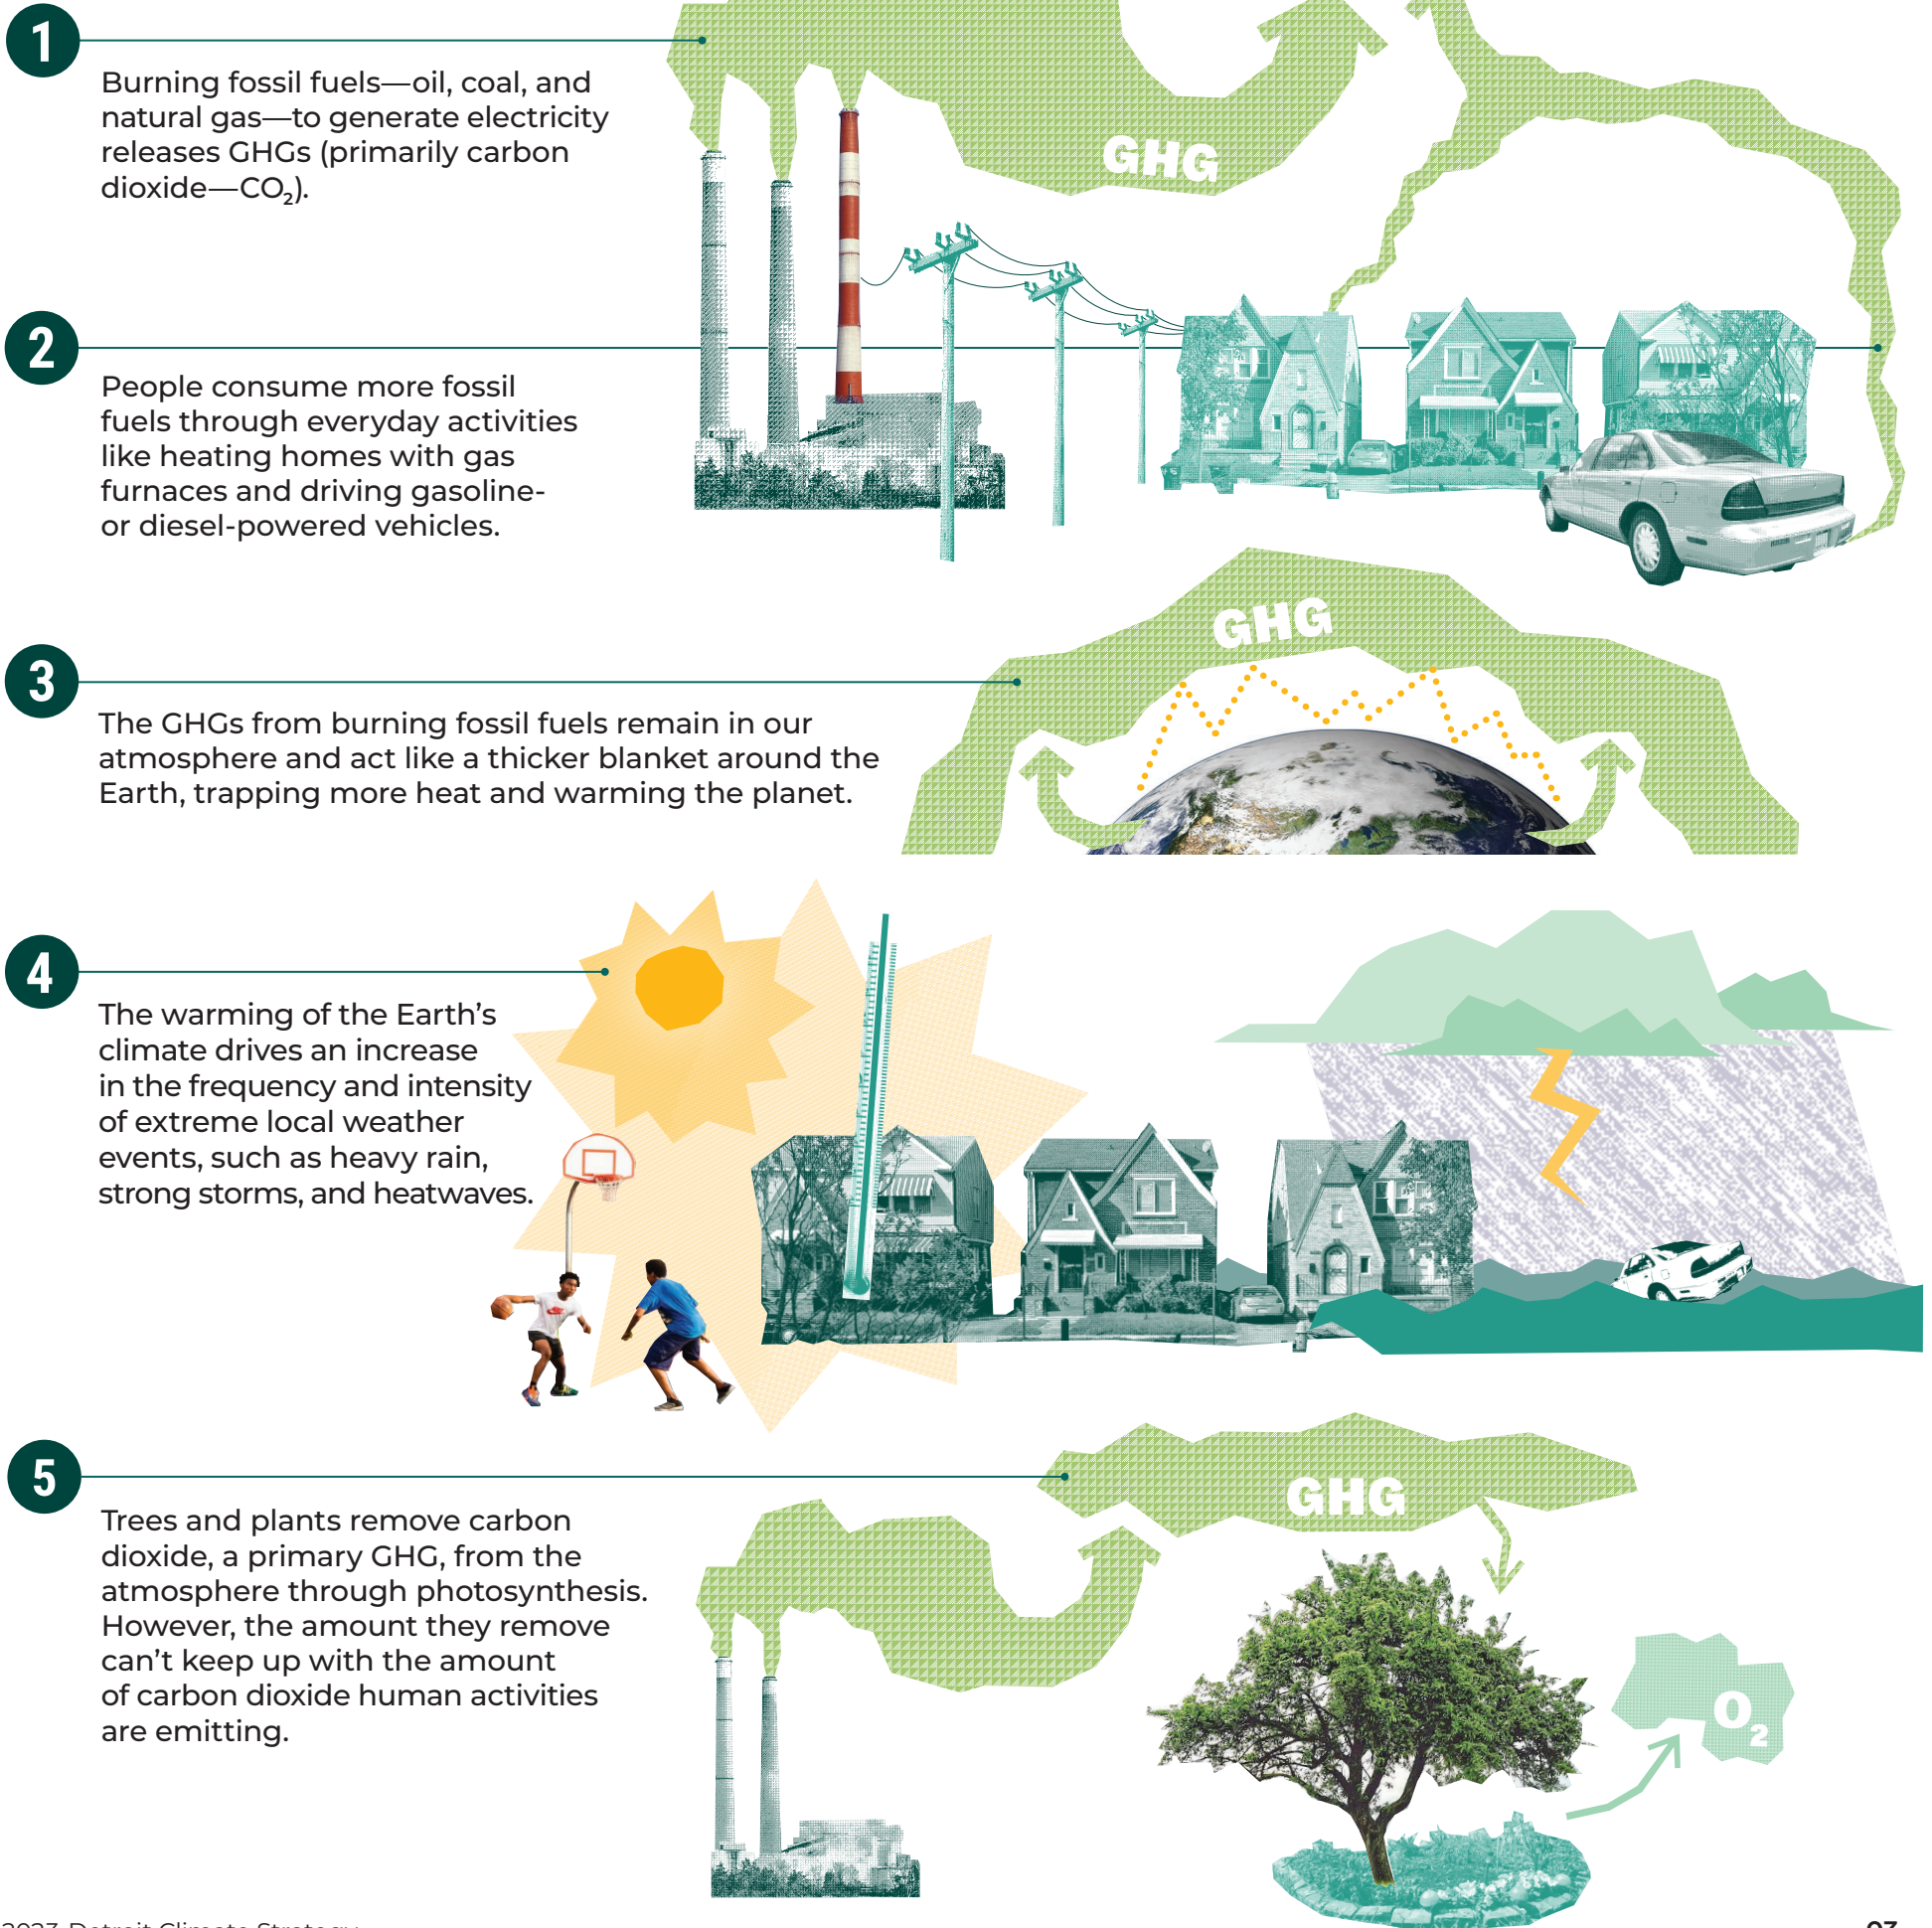 1
Burning fossil fuels—oil, coal, and
natural gas—to generate electricity
releases GHGs (primarily carbon
dioxide—CO₂).
GHG
2
People consume more fossil
fuels through everyday activities
like heating homes with gas
furnaces and driving gasoline-
or diesel-powered vehicles.
GHG
3
The GHGs from burning fossil fuels remain in our
atmosphere and act like a thicker blanket around the
Earth, trapping more heat and warming the planet.
4
The warming of the Earth’s
climate drives an increase
in the frequency and intensity
of extreme local weather
events, such as heavy rain,
strong storms, and heatwaves.
5
GHG
Trees and plants remove carbon
dioxide, a primary GHG, from the
atmosphere through photosynthesis.
However, the amount they remove
can’t keep up with the amount
of carbon dioxide human activities
are emitting.
O₂
2023 Detroit Climate Strategy